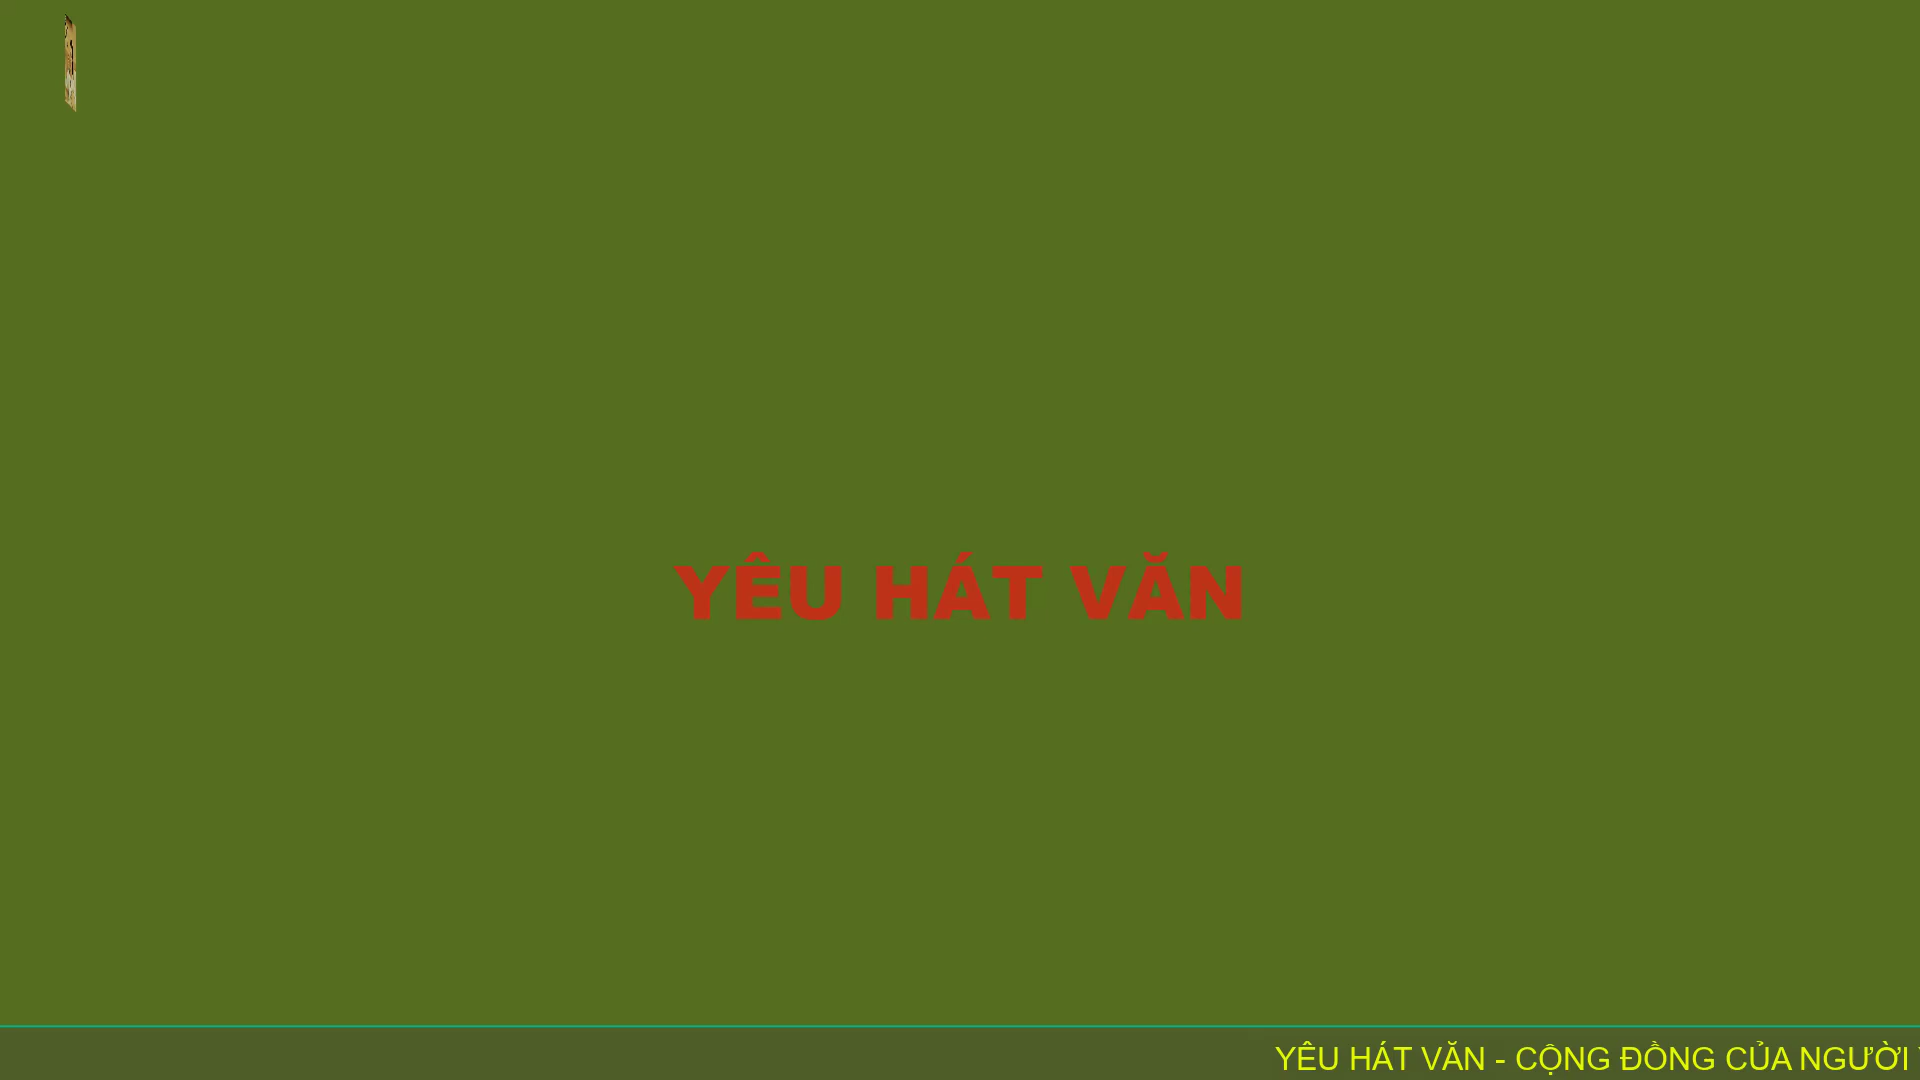 YÊU HÁT VĂN
YÊU HÁT VĂN - CỘNG ĐỒNG CỦA NGƯỜI